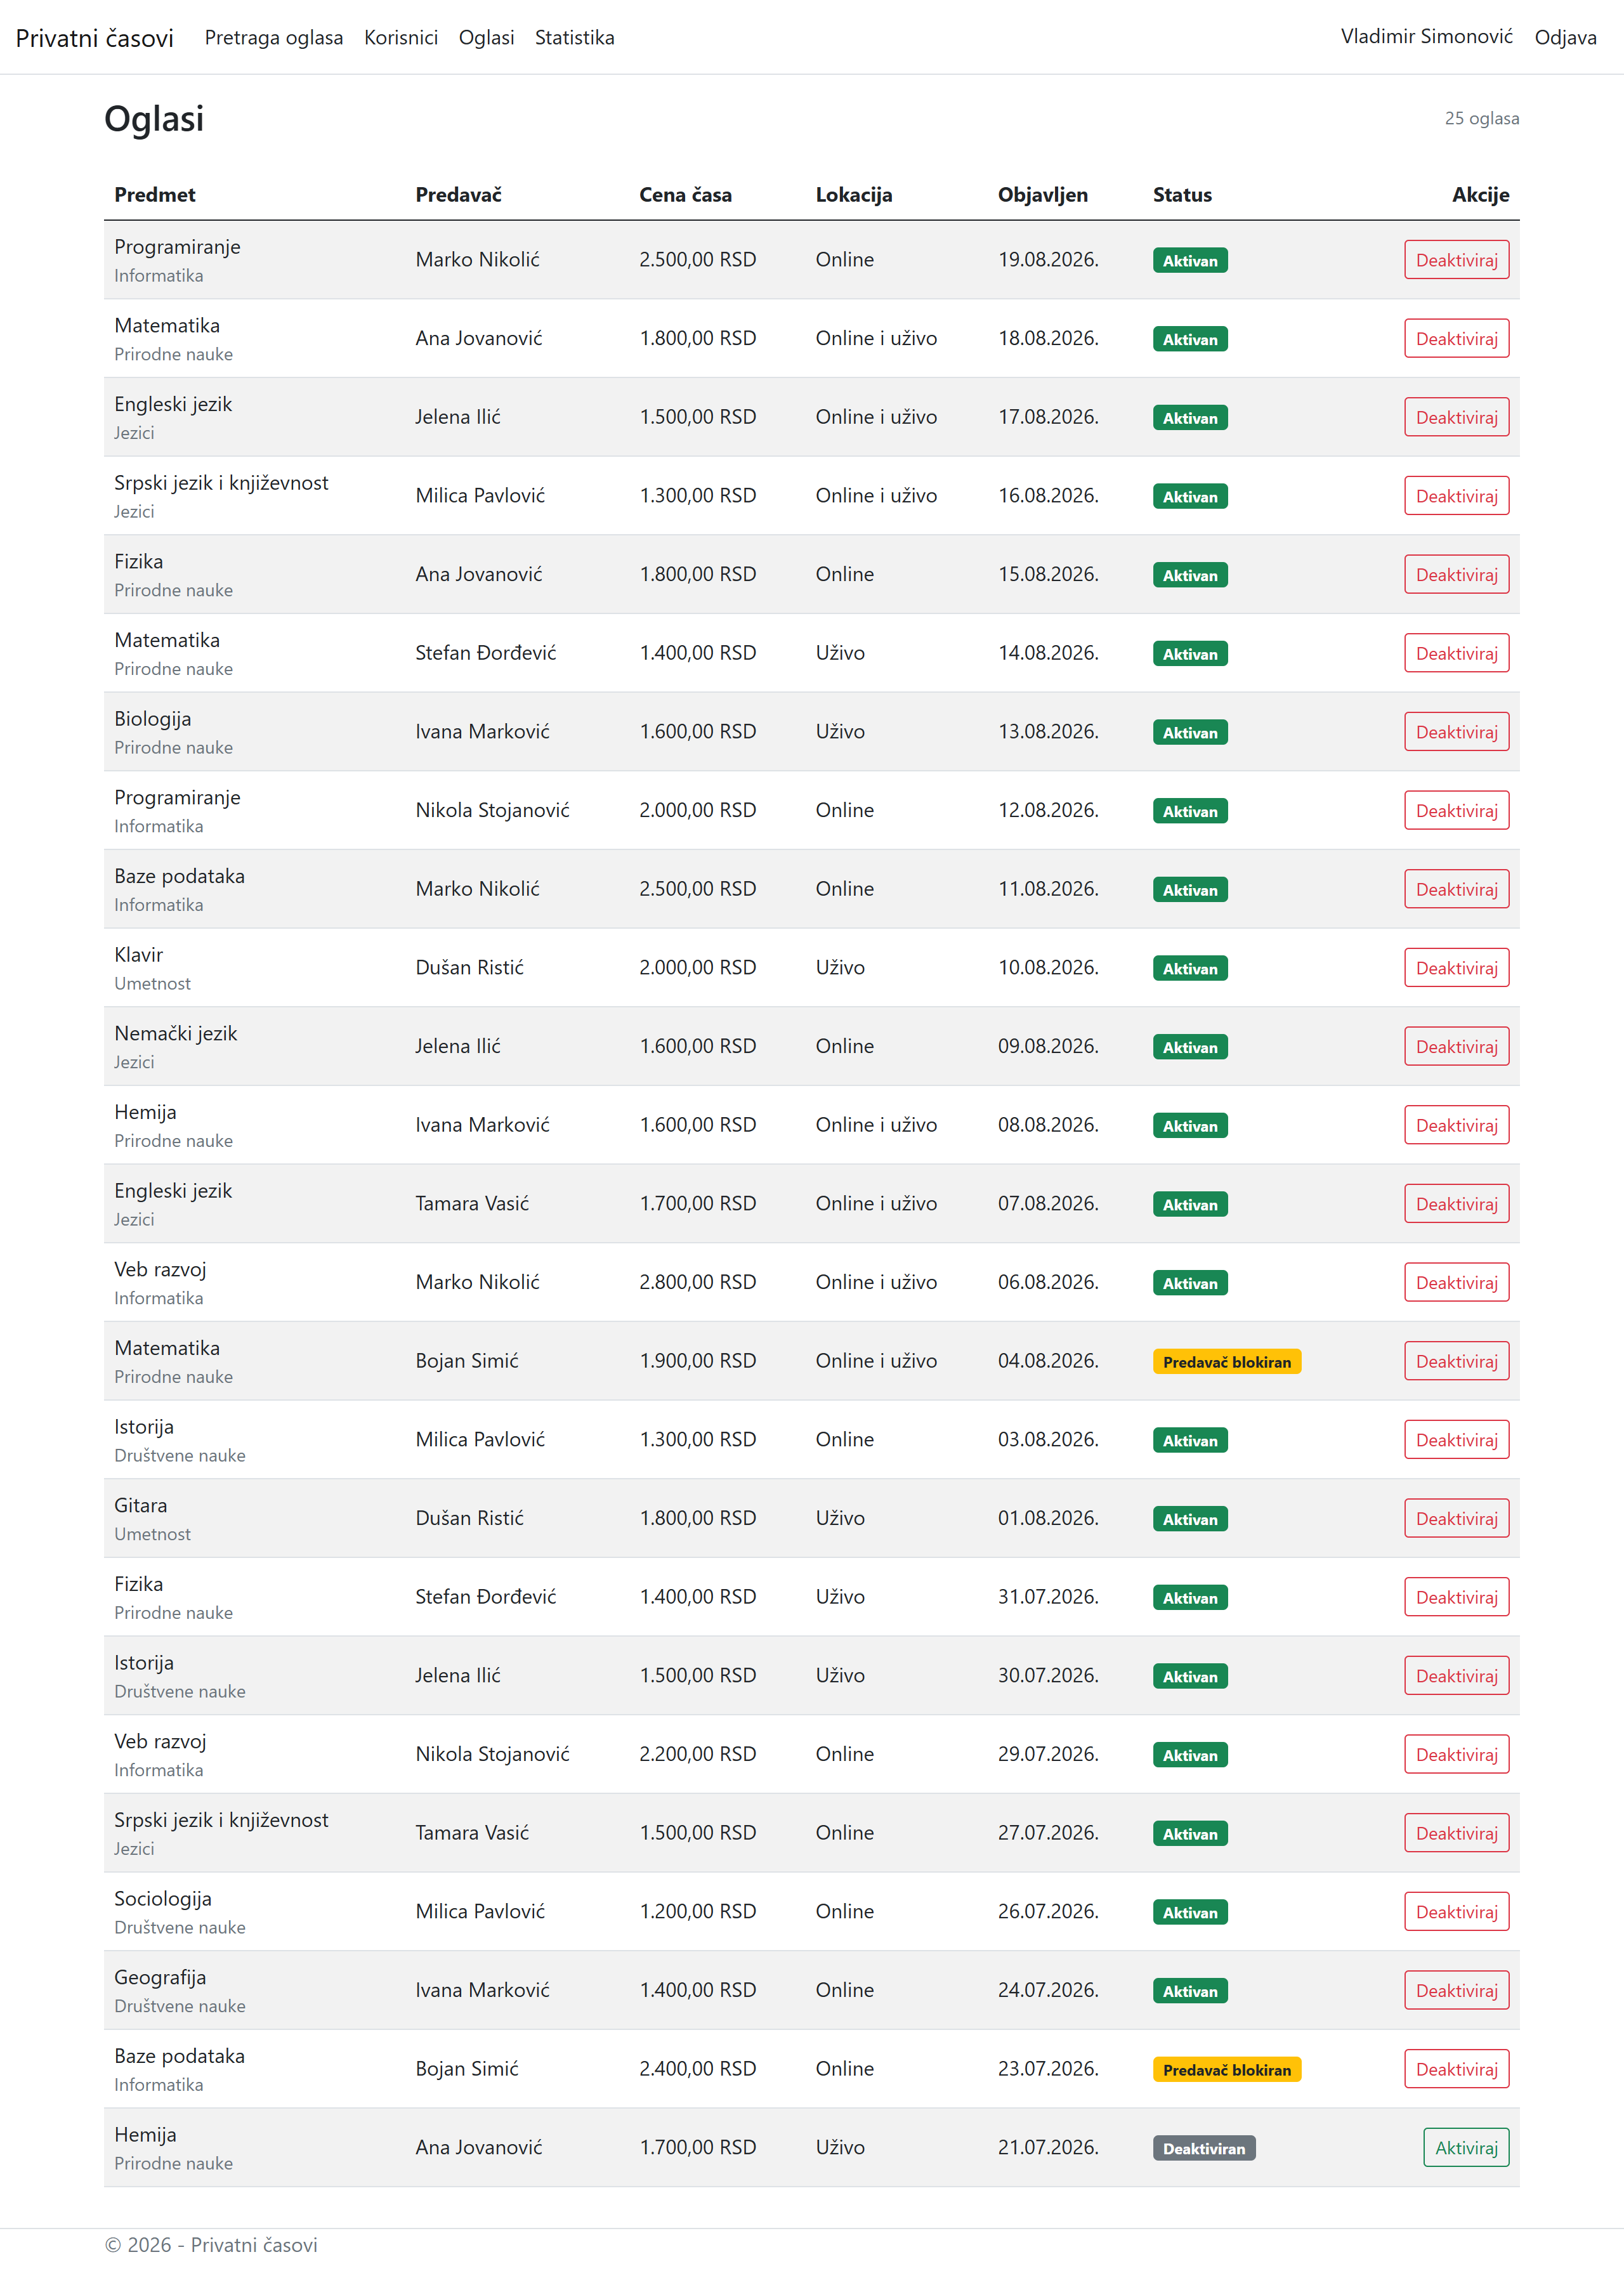 Privatni časovi Pretraga oglasa Korisnici Oglasi Statistika Vladimir Simonović Odjava
Oglasi 25 oglasa
Predmet Predavač Cena časa Lokacija Objavljen Status Akcije
Programiranje
Informatika
Marko Nikolić 2.500,00 RSD Online 19.08.2026. Aktivan Deaktiviraj
Matematika
Prirodne nauke
Ana Jovanović 1.800,00 RSD Online i uživo 18.08.2026. Aktivan Deaktiviraj
Engleski jezik
Jezici
Jelena Ilić 1.500,00 RSD Online i uživo 17.08.2026. Aktivan Deaktiviraj
Srpski jezik i književnost
Jezici
Milica Pavlović 1.300,00 RSD Online i uživo 16.08.2026. Aktivan Deaktiviraj
Fizika
Prirodne nauke
Ana Jovanović 1.800,00 RSD Online 15.08.2026. Aktivan Deaktiviraj
Matematika
Prirodne nauke
Stefan Đorđević 1.400,00 RSD Uživo 14.08.2026. Aktivan Deaktiviraj
Biologija
Prirodne nauke
Ivana Marković 1.600,00 RSD Uživo 13.08.2026. Aktivan Deaktiviraj
Programiranje
Informatika
Nikola Stojanović 2.000,00 RSD Online 12.08.2026. Aktivan Deaktiviraj
Baze podataka
Informatika
Marko Nikolić 2.500,00 RSD Online 11.08.2026. Aktivan Deaktiviraj
Klavir
Umetnost
Dušan Ristić 2.000,00 RSD Uživo 10.08.2026. Aktivan Deaktiviraj
Nemački jezik
Jezici
Jelena Ilić 1.600,00 RSD Online 09.08.2026. Aktivan Deaktiviraj
Hemija
Prirodne nauke
Ivana Marković 1.600,00 RSD Online i uživo 08.08.2026. Aktivan Deaktiviraj
Engleski jezik
Jezici
Tamara Vasić 1.700,00 RSD Online i uživo 07.08.2026. Aktivan Deaktiviraj
Veb razvoj
Informatika
Marko Nikolić 2.800,00 RSD Online i uživo 06.08.2026. Aktivan Deaktiviraj
Matematika
Prirodne nauke
Bojan Simić 1.900,00 RSD Online i uživo 04.08.2026. Predavač blokiran Deaktiviraj
Istorija
Društvene nauke
Milica Pavlović 1.300,00 RSD Online 03.08.2026. Aktivan Deaktiviraj
Gitara
Umetnost
Dušan Ristić 1.800,00 RSD Uživo 01.08.2026. Aktivan Deaktiviraj
Fizika
Prirodne nauke
Stefan Đorđević 1.400,00 RSD Uživo 31.07.2026. Aktivan Deaktiviraj
Istorija
Društvene nauke
Jelena Ilić 1.500,00 RSD Uživo 30.07.2026. Aktivan Deaktiviraj
Veb razvoj
Informatika
Nikola Stojanović 2.200,00 RSD Online 29.07.2026. Aktivan Deaktiviraj
Srpski jezik i književnost
Jezici
Tamara Vasić 1.500,00 RSD Online 27.07.2026. Aktivan Deaktiviraj
Sociologija
Društvene nauke
Milica Pavlović 1.200,00 RSD Online 26.07.2026. Aktivan Deaktiviraj
Geografija
Društvene nauke
Ivana Marković 1.400,00 RSD Online 24.07.2026. Aktivan Deaktiviraj
Baze podataka
Informatika
Bojan Simić 2.400,00 RSD Online 23.07.2026. Predavač blokiran Deaktiviraj
Hemija
Prirodne nauke
Ana Jovanović 1.700,00 RSD Uživo 21.07.2026. Deaktiviran Aktiviraj
© 2026 - Privatni časovi